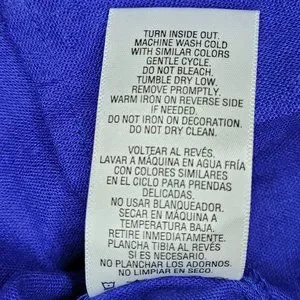 TURN INSIDE OUT.
MACHINE WASH COLD
WITH SIMILAR COLORS
GENTLE CYCLE.
DO NOT BLEACH.
TUMBLE DRY LOW.
REMOVE PROMPTLY.
WARM IRON ON REVERSE SIDE
IF NEEDED.
DO NOT IRON ON DECORATION.
DO NOT DRY CLEAN.
VOLTEAR AL REVÉS.
LAVAR A MÁQUINA EN AGUA FRÍA
CON COLORES SIMILARES
EN EL CICLO PARA PRENDAS
DELICADAS.
NO USAR BLANQUEADOR.
SECAR EN MÁQUINA A
TEMPERATURA BAJA.
RETIRE INMEDIATAMENTE.
PLANCHA TIBIA AL REVÉS
SI ES NECESARIO.
NO PLANCHAR LOS ADORNOS.
NO LIMPIAR EN SECO.